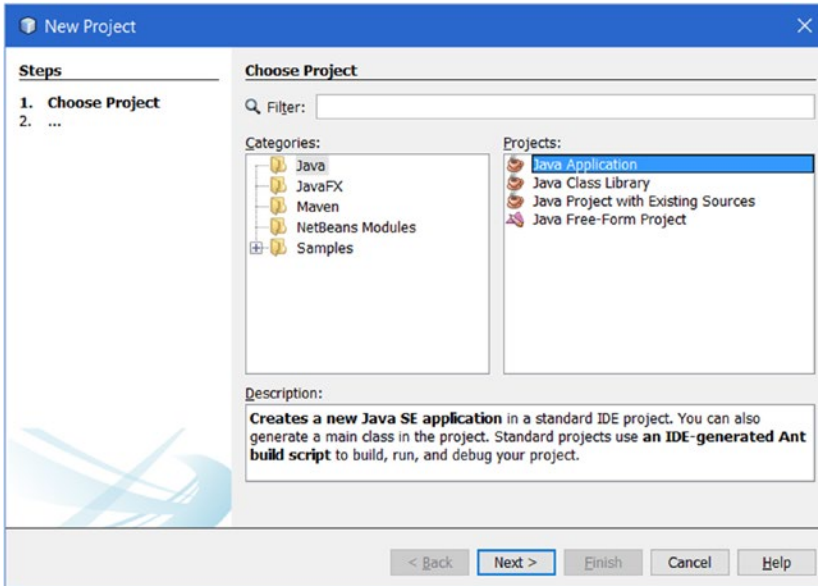 New Project
Steps
1. Choose Project
2. ...
Choose Project
Filter:
Categories:
Java
JavaFX
Maven
NetBeans Modules
Samples
Projects:
Java Application
Java Class Library
Java Project with Existing Sources
Java Free-Form Project
Description:
Creates a new Java SE application in a standard IDE project. You can also
generate a main class in the project. Standard projects use an IDE-generated Ant
build script to build, run, and debug your project.
< Back Next > Finish Cancel Help